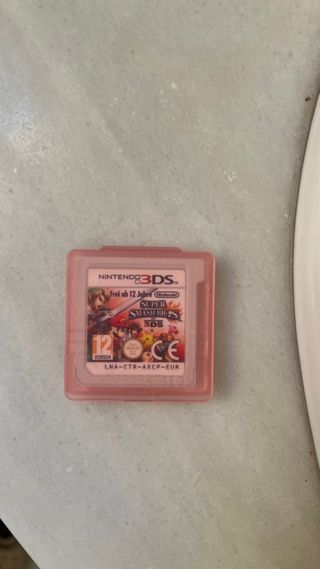 NINTENDO 3DS
Frei ab 12 Jahre Nintendo
SUPER
SMASH BROS
3DS
12
CE
LNA-CTR-AXCP-EUR